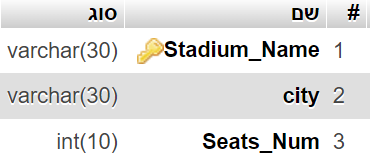 # שם סוג
1 Stadium_Name varchar(30)
2 city varchar(30)
3 Seats_Num int(10)